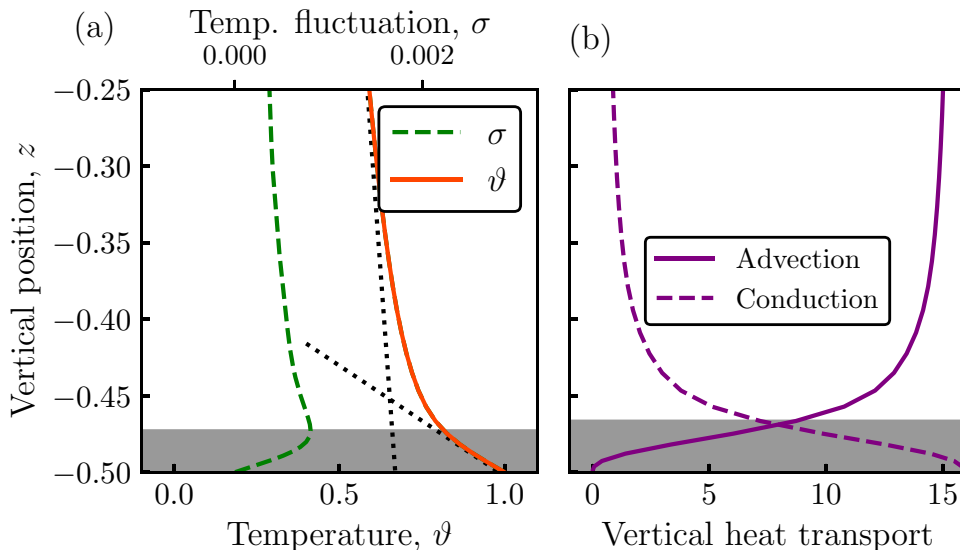 (a)
Temp. fluctuation, σ
0.000 0.002
Vertical position, z
−0.25
−0.30
−0.35
−0.40
−0.45
−0.50
σ
ϑ
0.0 0.5 1.0
Temperature, ϑ
(b)
Advection
Conduction
0 5 10 15
Vertical heat transport